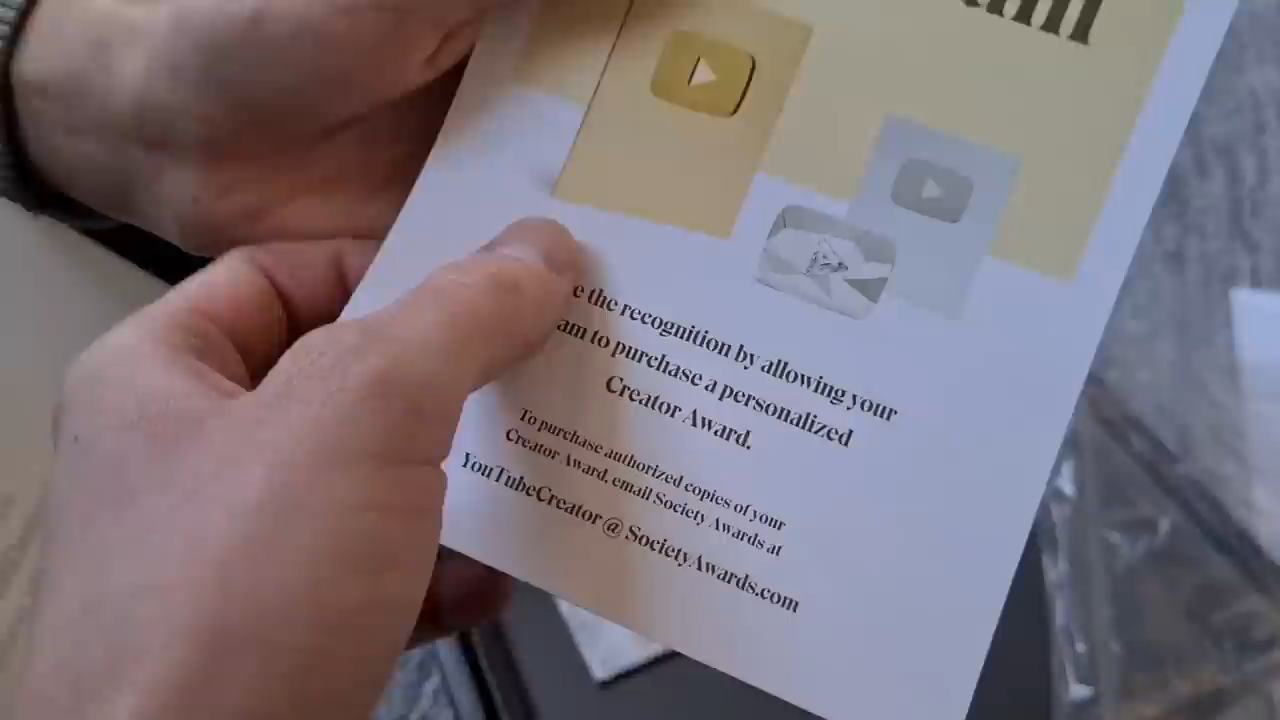 the recognition by allowing your
to purchase a personalized
Creator Award.
To purchase authorized copies of your
Creator Award, email Society Awards at
YouTubeCreator @ SocietyAwards.com